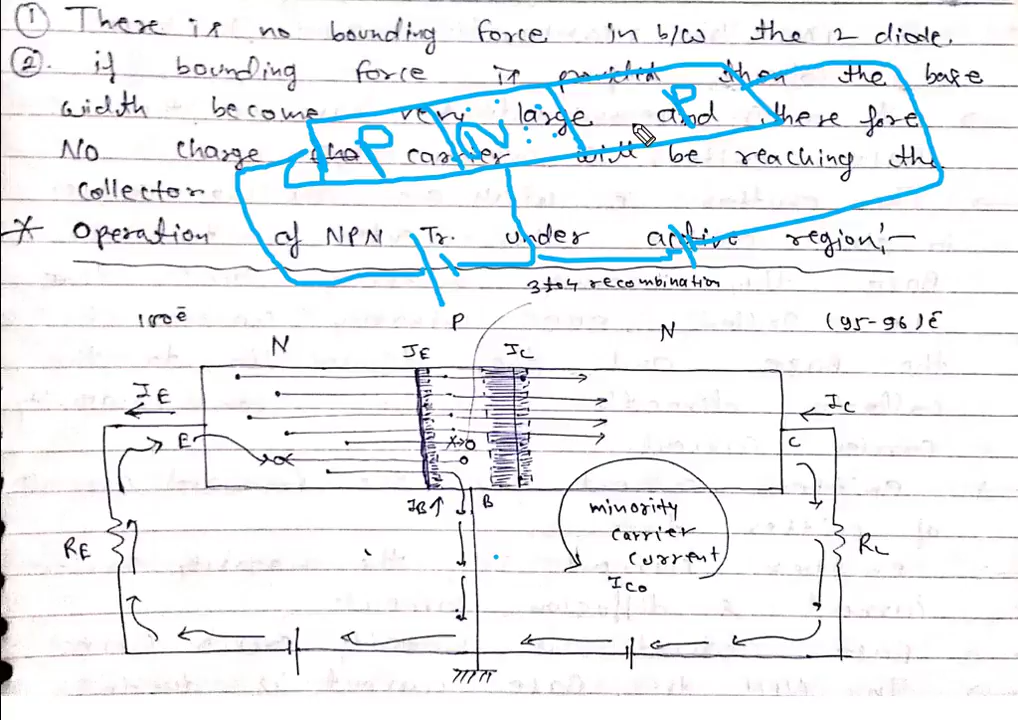 ① There is no bounding force in b/w the 2 diode.
②. if bounding force is provided then the base
width become very large and therefore
No charge carrier will be reaching the
collector.
P N P
* Operation of NPN Tr. under active region:-
3 to 4 recombination
100ē P N (95-96)ē
N JE JC
IE IC
E C
IB↑ B minority
carrier
RE current RL
ICO